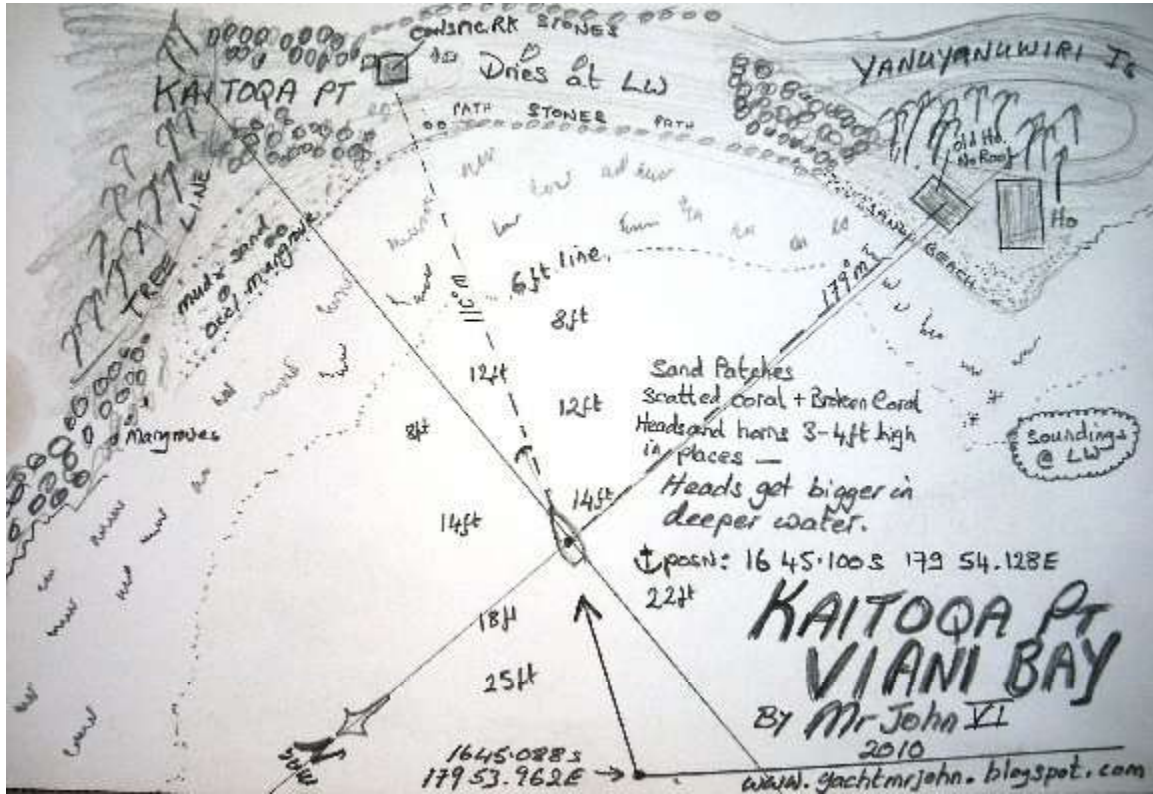 STONES
KAITOQA PT
Dries at LW
YANUYANUWIRI Is
PATH STONES PATH
old Ho.
No Roof
Ho
SANDY BEACH
TREE LINE
mud & sand
occl. mangrove
Mangroves
6ft line.
110°M
179°M
8ft
12ft
12ft
8ft
14ft
14ft
18ft
25ft
22ft
Sand Patches
Scatted coral + Broken Coral
Heads and horns 3-4ft high
in places —
Heads get bigger in
deeper water.
Soundings
@ LW
posN: 16 45.100S 179 54.128E
KAITOQA PT
VIANI BAY
BY Mr John VI
2010
www.yachtmrjohn.blogspot.com
1645.088S
179 53.962E
N